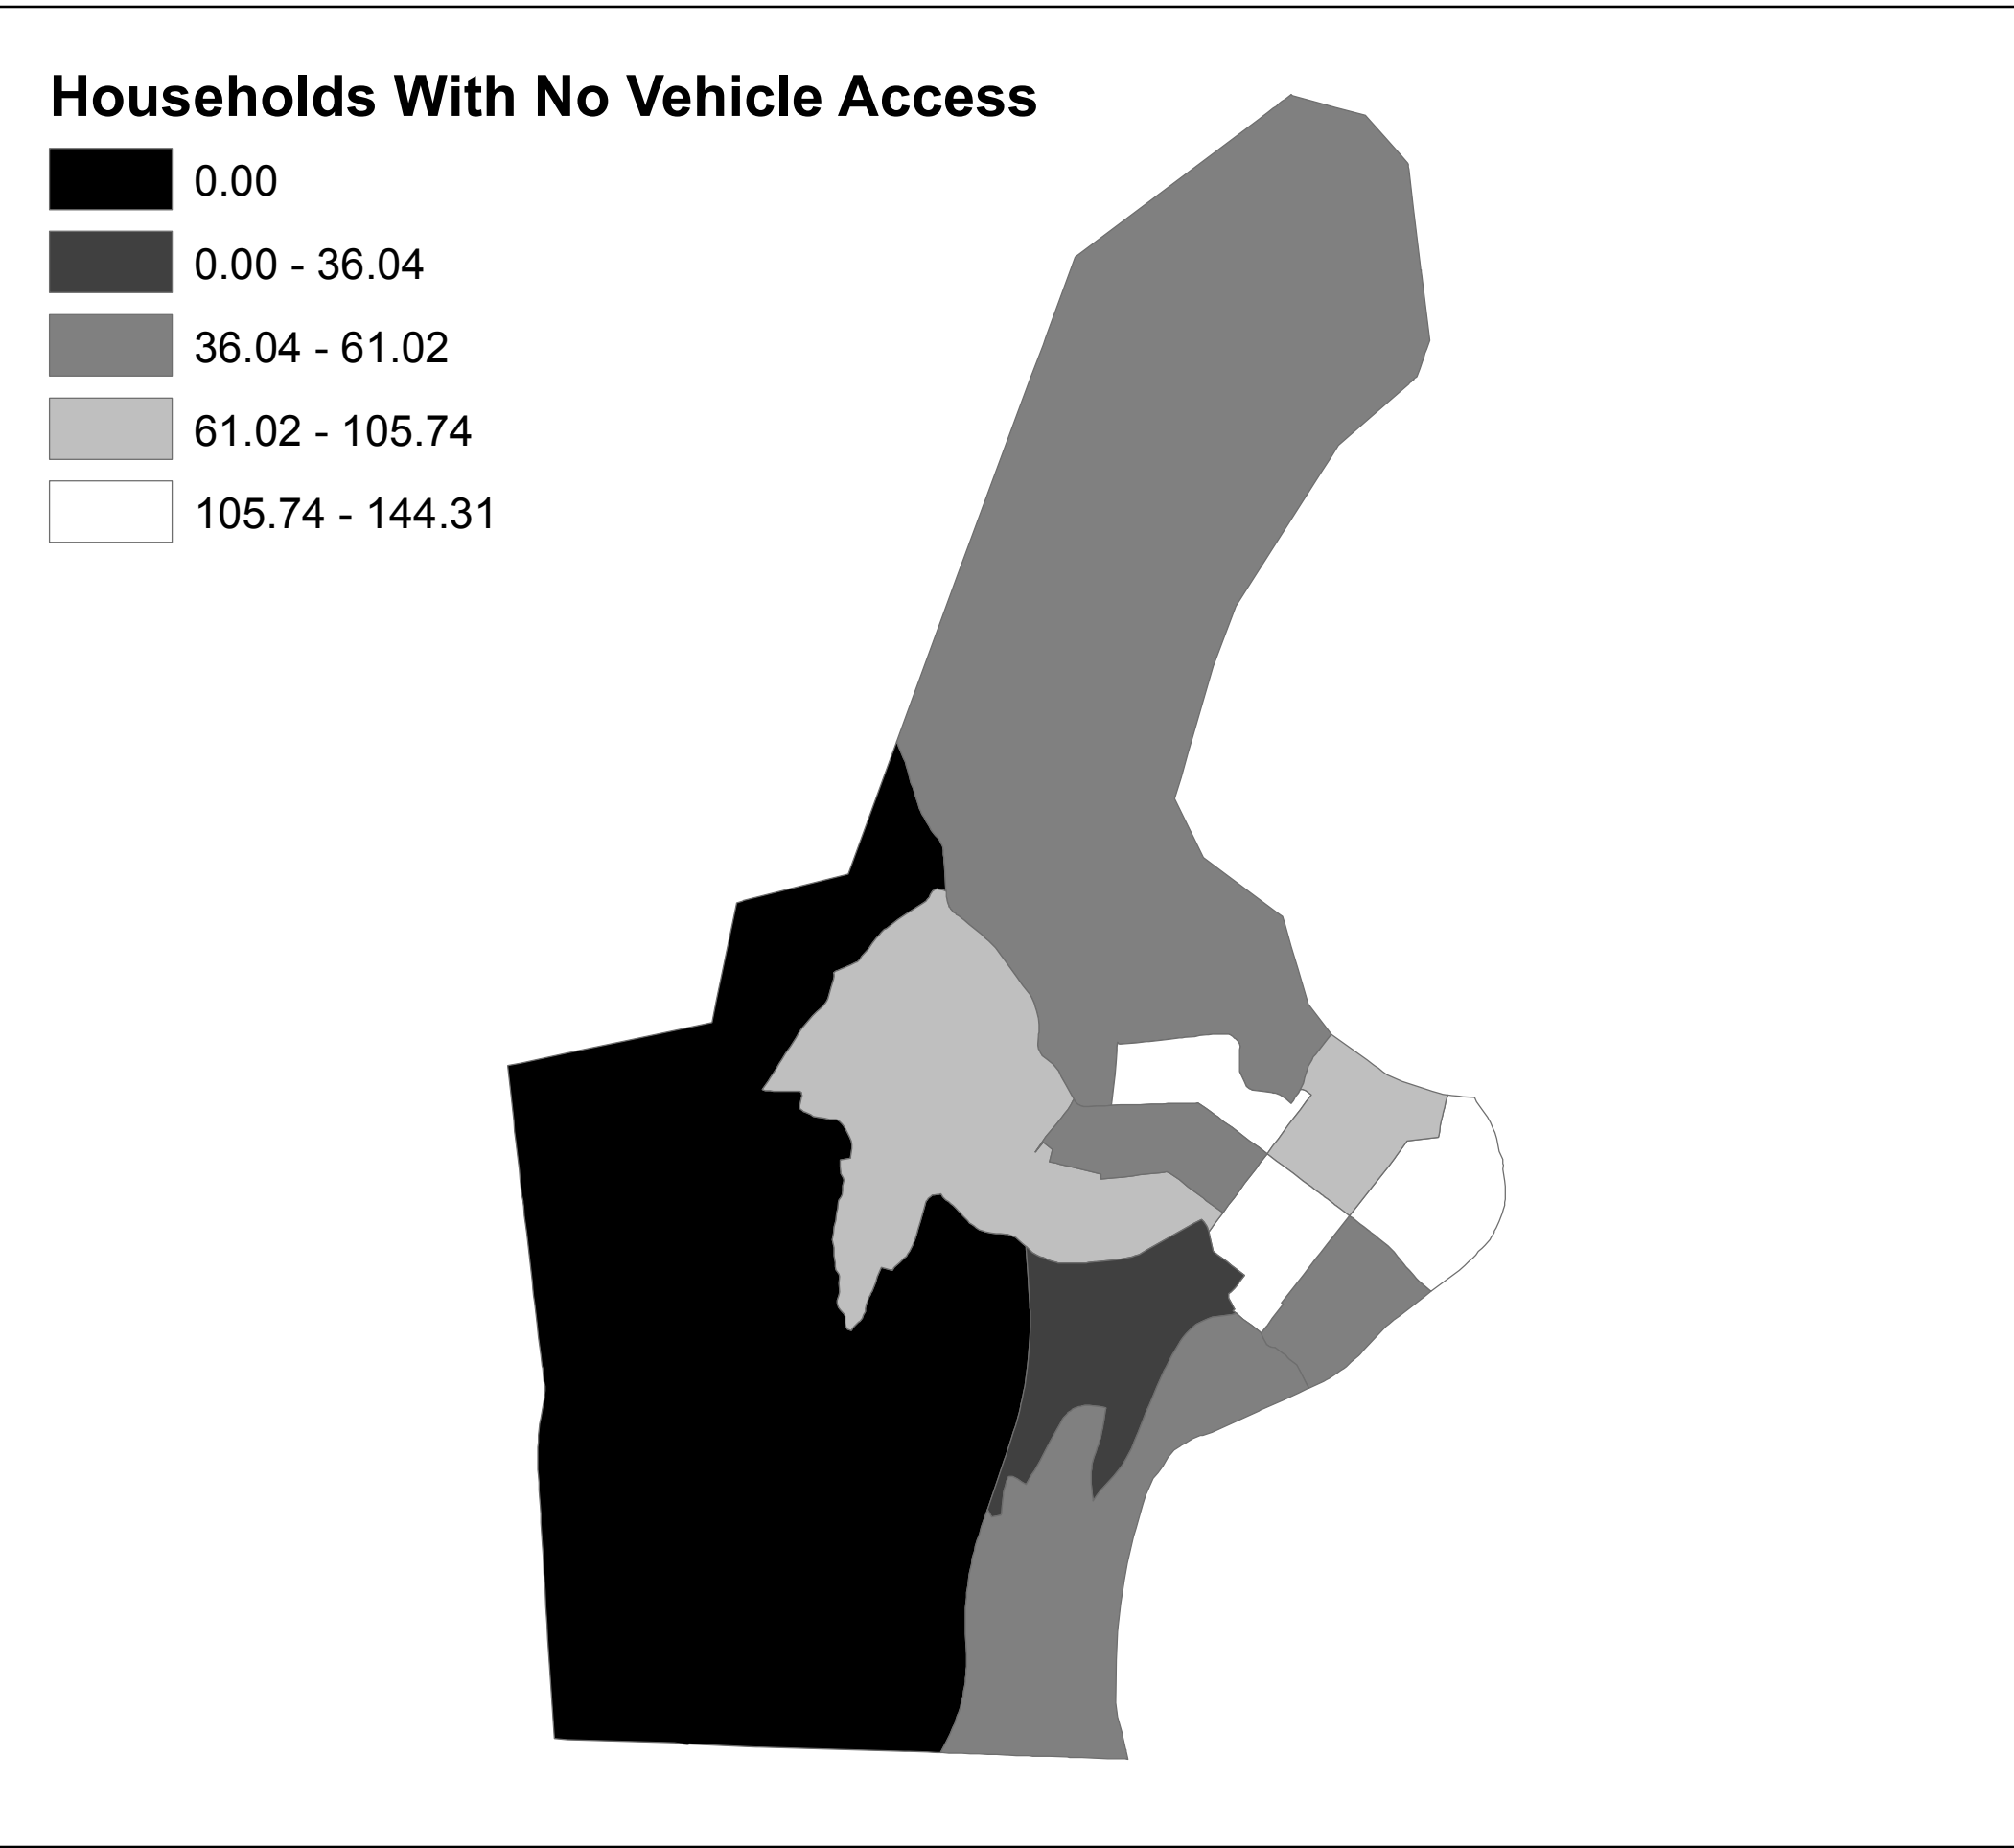 Households With No Vehicle Access
0.00
0.00 - 36.04
36.04 - 61.02
61.02 - 105.74
105.74 - 144.31